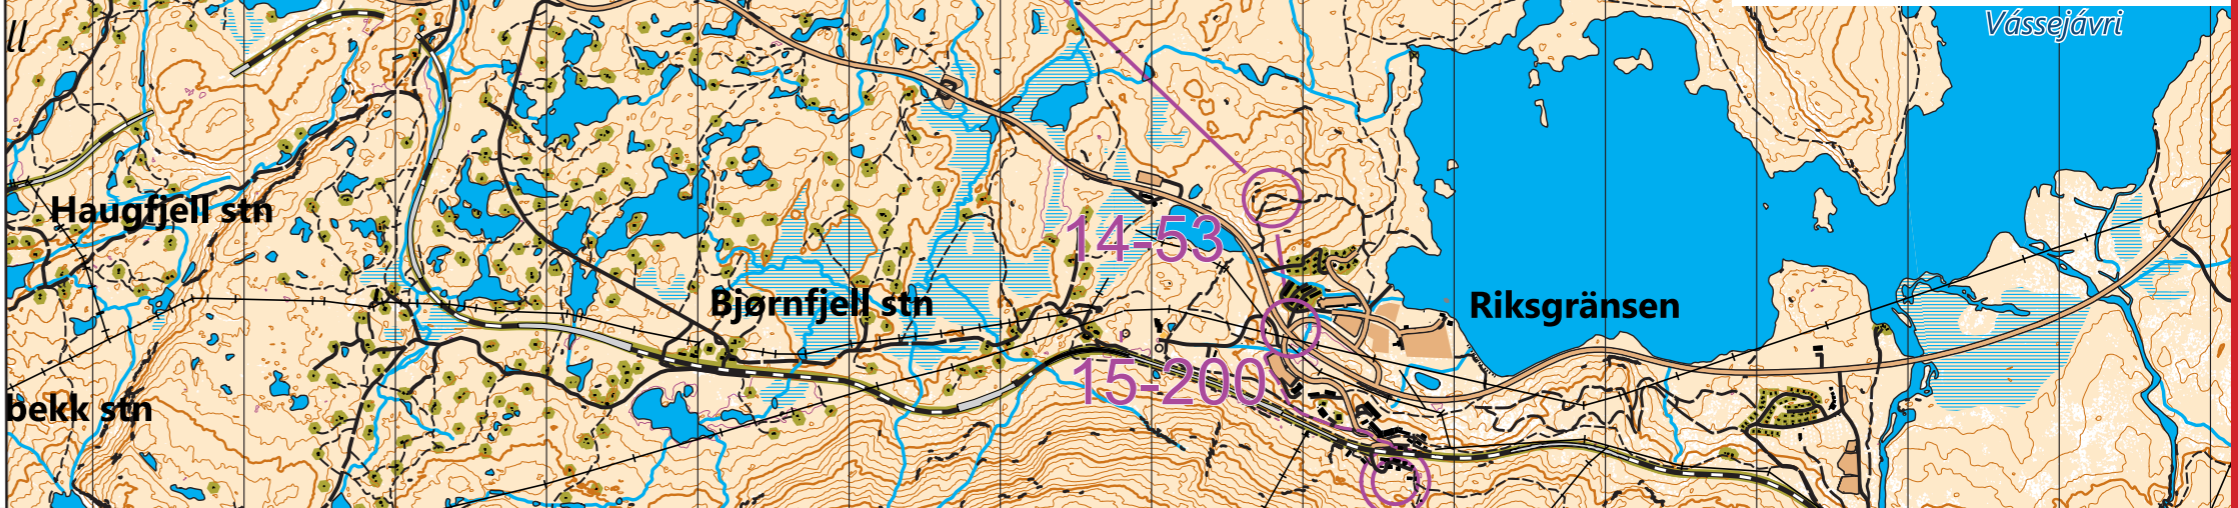 ll
Vássejávri
Haugfjell stn
14-53
Bjørnfjell stn
Riksgränsen
15-200
bekk stn